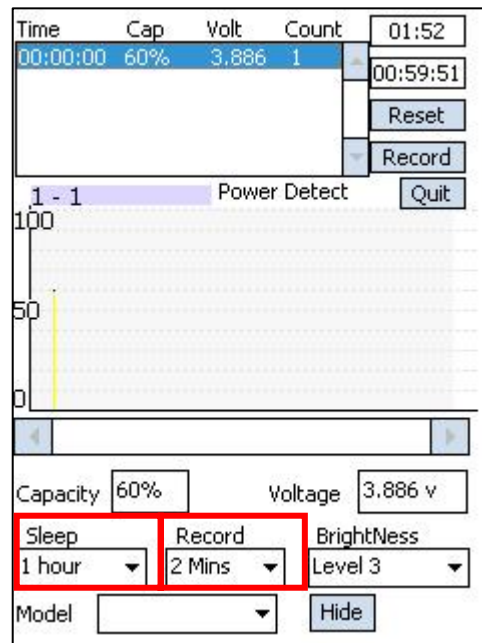 Time Cap Volt Count 01:52
00:00:00 60% 3.886 1
00:59:51
Reset
Record
1 - 1 Power Detect Quit
100
50
0
Capacity 60% Voltage 3.886 v
Sleep Record BrightNess
1 hour 2 Mins Level 3
Model Hide